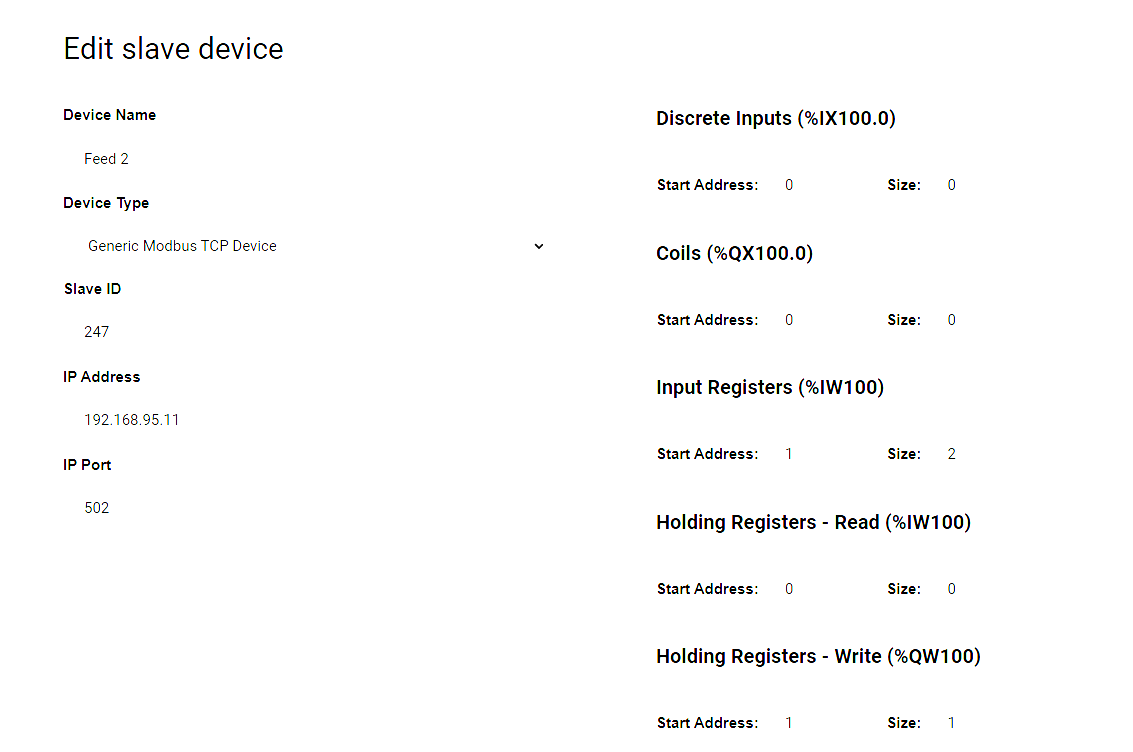 Edit slave device
Device Name
Feed 2
Device Type
Generic Modbus TCP Device
Slave ID
247
IP Address
192.168.95.11
IP Port
502
Discrete Inputs (%IX100.0)
Start Address: 0 Size: 0
Coils (%QX100.0)
Start Address: 0 Size: 0
Input Registers (%IW100)
Start Address: 1 Size: 2
Holding Registers - Read (%IW100)
Start Address: 0 Size: 0
Holding Registers - Write (%QW100)
Start Address: 1 Size: 1